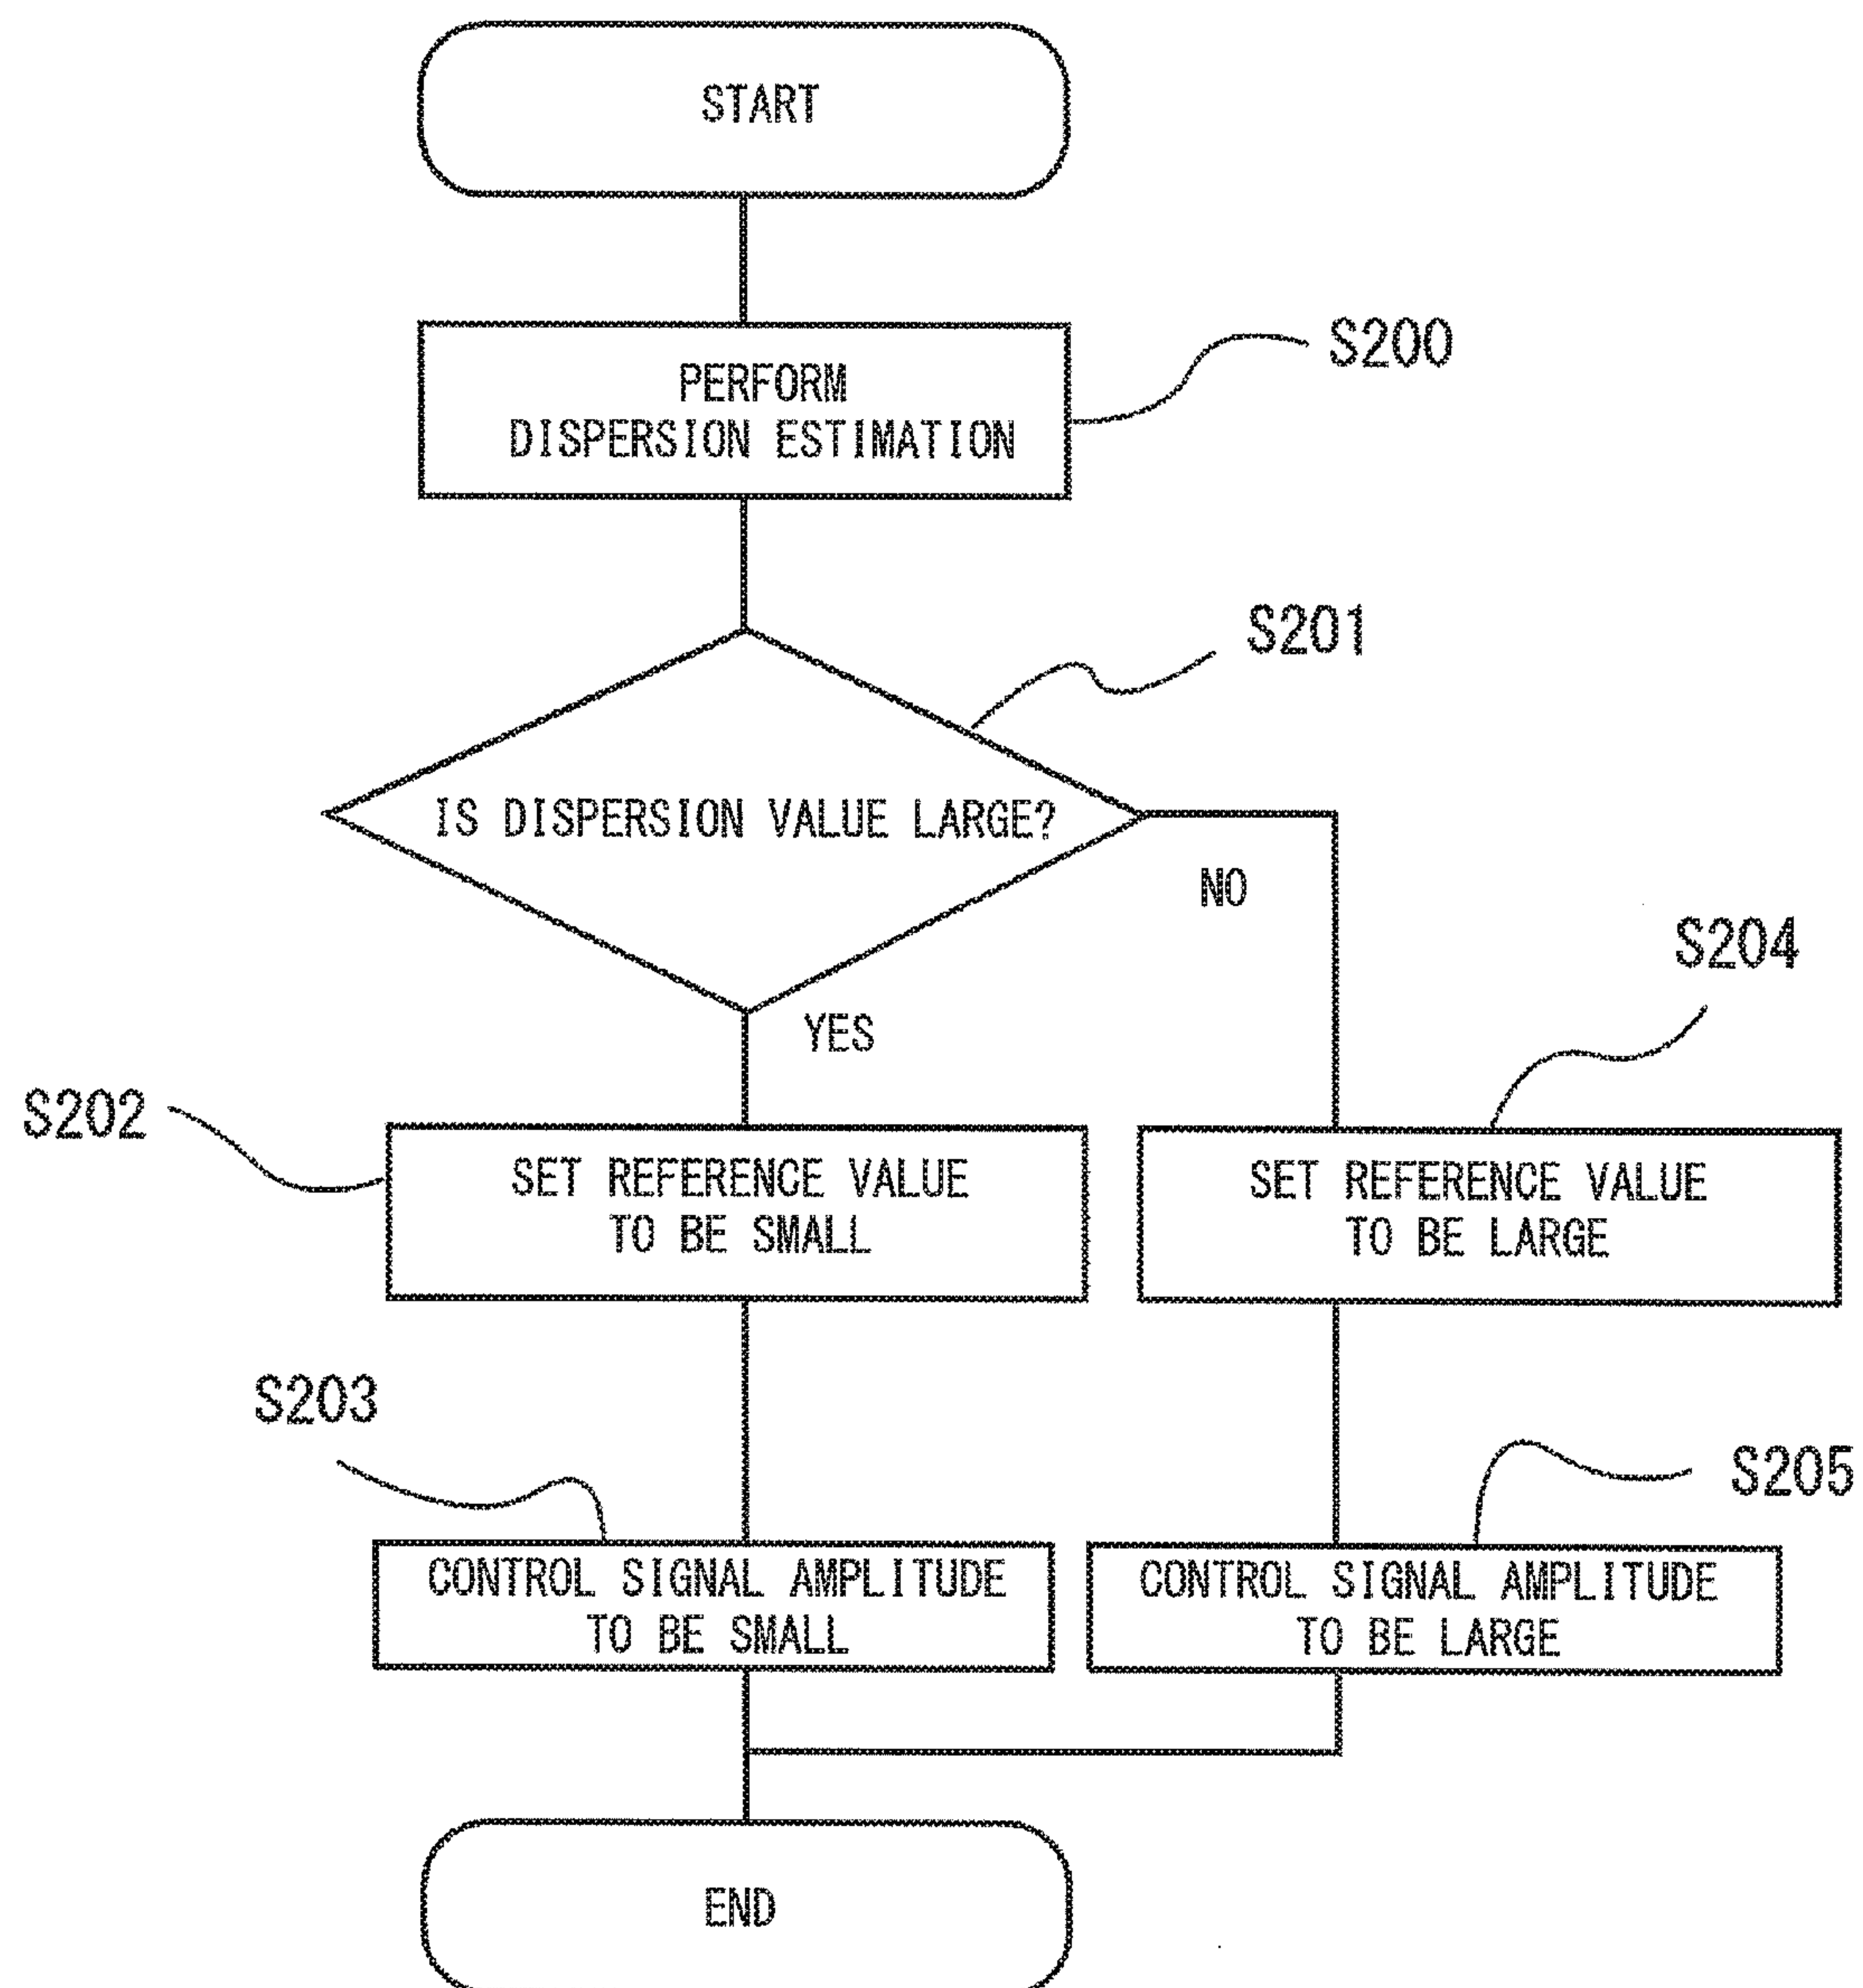 START
PERFORM
DISPERSION ESTIMATION
S200
S201
IS DISPERSION VALUE LARGE?
NO
YES
S204
S202
SET REFERENCE VALUE
TO BE SMALL
SET REFERENCE VALUE
TO BE LARGE
S203
S205
CONTROL SIGNAL AMPLITUDE
TO BE SMALL
CONTROL SIGNAL AMPLITUDE
TO BE LARGE
END